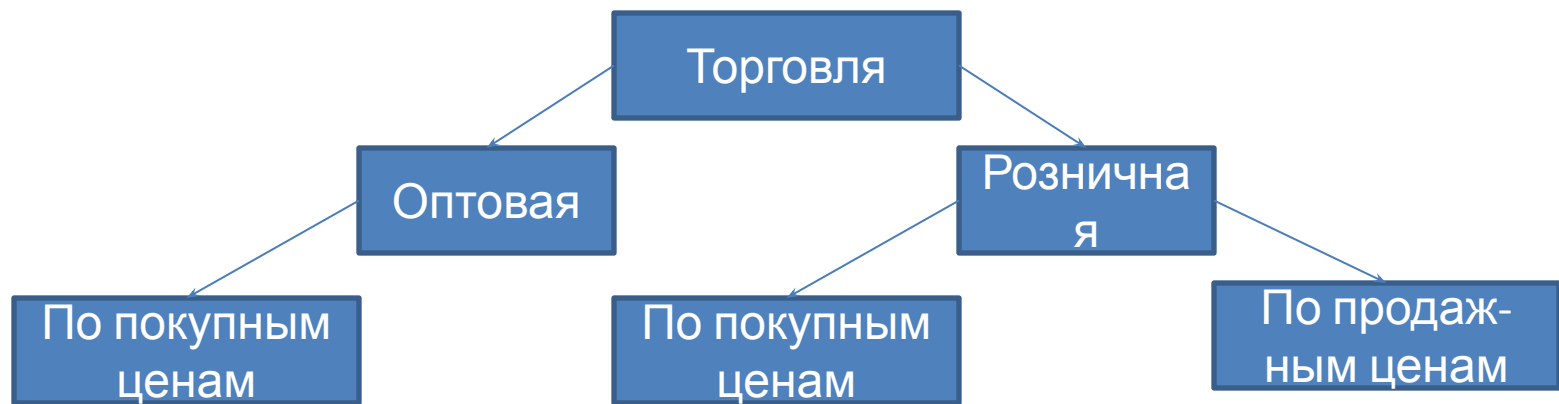 Торговля
Оптовая
Рознична
я
По покупным
ценам
По покупным
ценам
По продаж-
ным ценам